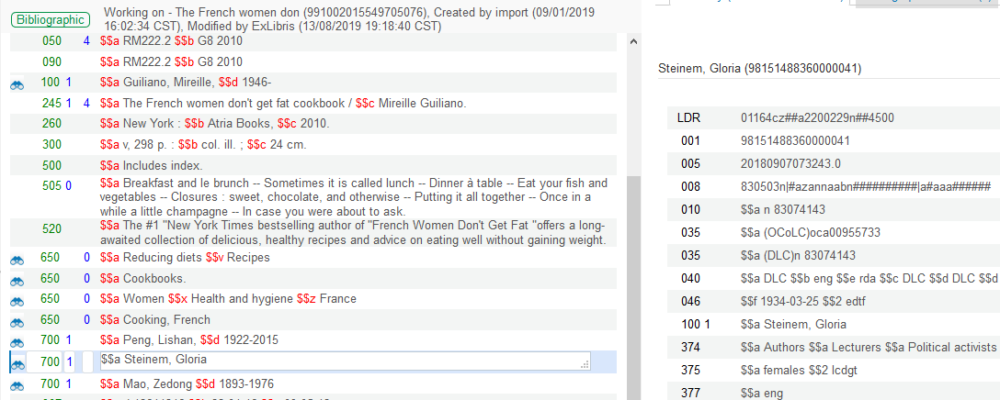 Bibliographic
Working on - The French women don (991002015549705076), Created by import (09/01/2019
16:02:34 CST), Modified by ExLibris (13/08/2019 19:18:40 CST)
050 4 $$a RM222.2 $$b G8 2010
090 $$a RM222.2 $$b G8 2010
100 1 $$a Guiliano, Mireille, $$d 1946-
245 1 4 $$a The French women don't get fat cookbook / $$c Mireille Guiliano.
260 $$a New York : $$b Atria Books, $$c 2010.
300 $$a v, 298 p. : $$b col. ill. ; $$c 24 cm.
500 $$a Includes index.
505 0 $$a Breakfast and le brunch -- Sometimes it is called lunch -- Dinner à table -- Eat your fish and
vegetables -- Closures : sweet, chocolate, and otherwise -- Putting it all together -- Once in a
while a little champagne -- In case you were about to ask.
520 $$a The #1 "New York Times bestselling author of "French Women Don't Get Fat "offers a long-
awaited collection of delicious, healthy recipes and advice on eating well without gaining weight.
650 0 $$a Reducing diets $$v Recipes
650 0 $$a Cookbooks.
650 0 $$a Women $$x Health and hygiene $$z France
650 0 $$a Cooking, French
700 1 $$a Peng, Lishan, $$d 1922-2015
700 1 $$a Steinem, Gloria
700 1 $$a Mao, Zedong $$d 1893-1976
Steinem, Gloria (98151488360000041)
LDR 01164cz##a2200229n##4500
001 98151488360000041
005 20180907073243.0
008 830503n|#azannaabn##########|a#aaa######
010 $$a n 83074143
035 $$a (OCoLC)oca00955733
035 $$a (DLC)n 83074143
040 $$a DLC $$b eng $$e rda $$c DLC $$d DLC $$d
046 $$f 1934-03-25 $$2 edtf
100 1 $$a Steinem, Gloria
374 $$a Authors $$a Lecturers $$a Political activists
375 $$a females $$2 lcdgt
377 $$a eng